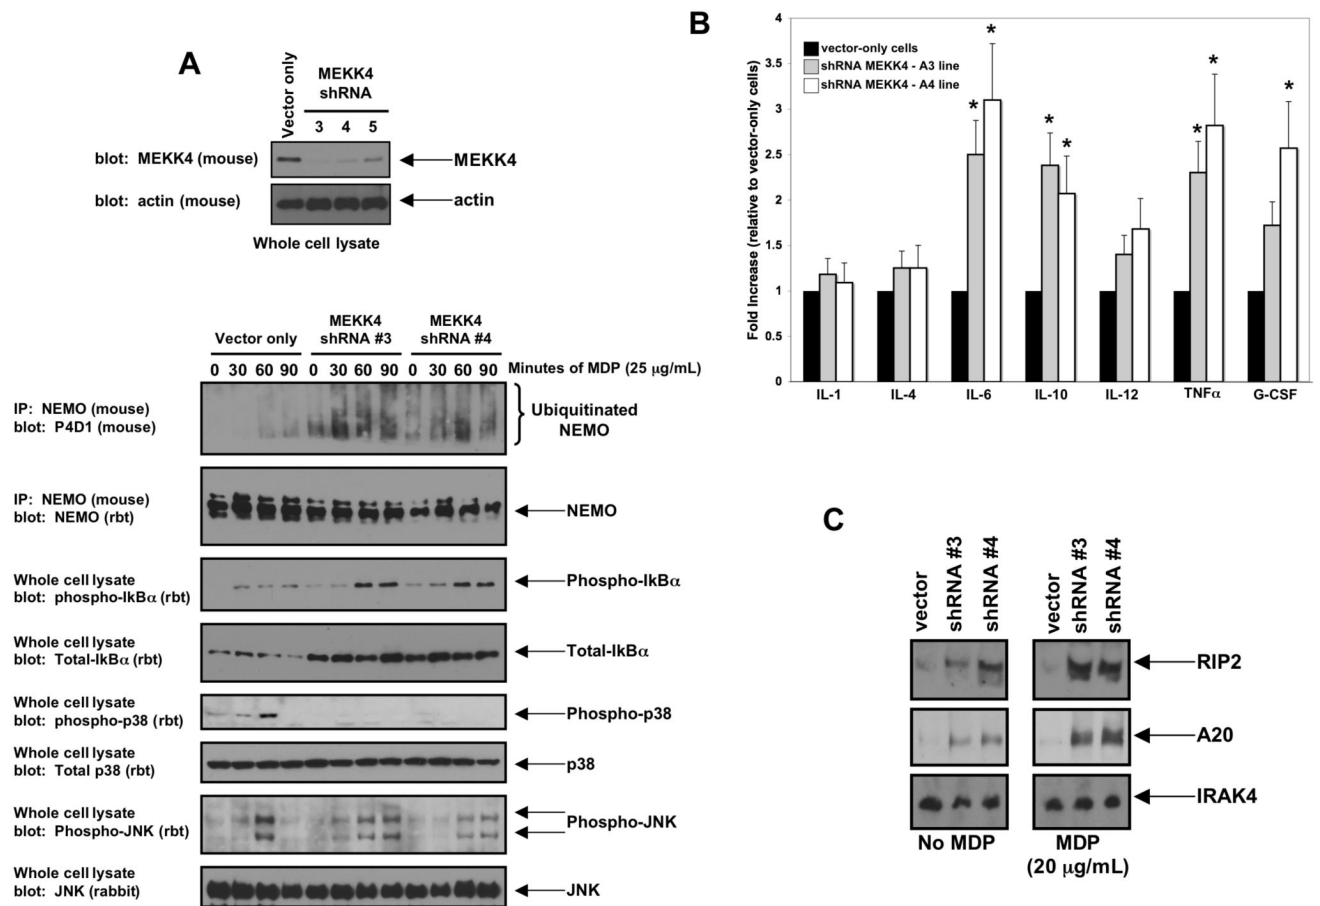 A
Vector only
MEKK4
shRNA
3 4 5
blot: MEKK4 (mouse)
MEKK4
blot: actin (mouse)
actin
Whole cell lysate
Vector only
MEKK4
shRNA #3
MEKK4
shRNA #4
0 30 60 90 0 30 60 90 0 30 60 90
Minutes of MDP (25 µg/mL)
IP: NEMO (mouse)
blot: P4D1 (mouse)
Ubiquitinated
NEMO
IP: NEMO (mouse)
blot: NEMO (rbt)
NEMO
Whole cell lysate
blot: phospho-IkBα (rbt)
Phospho-IkBα
Whole cell lysate
blot: Total-IkBα (rbt)
Total-IkBα
Whole cell lysate
blot: phospho-p38 (rbt)
Phospho-p38
Whole cell lysate
blot: Total p38 (rbt)
p38
Whole cell lysate
blot: Phospho-JNK (rbt)
Phospho-JNK
Whole cell lysate
blot: JNK (rabbit)
JNK
B
Fold Increase (relative to vector-only cells)
4
3.5
3
2.5
2
1.5
1
0.5
0
vector-only cells
shRNA MEKK4 - A3 line
shRNA MEKK4 - A4 line
* * * * * * *
IL-1 IL-4 IL-6 IL-10 IL-12 TNFα G-CSF
C
vector
shRNA #3
shRNA #4
vector
shRNA #3
shRNA #4
RIP2
A20
IRAK4
No MDP
MDP
(20 µg/mL)